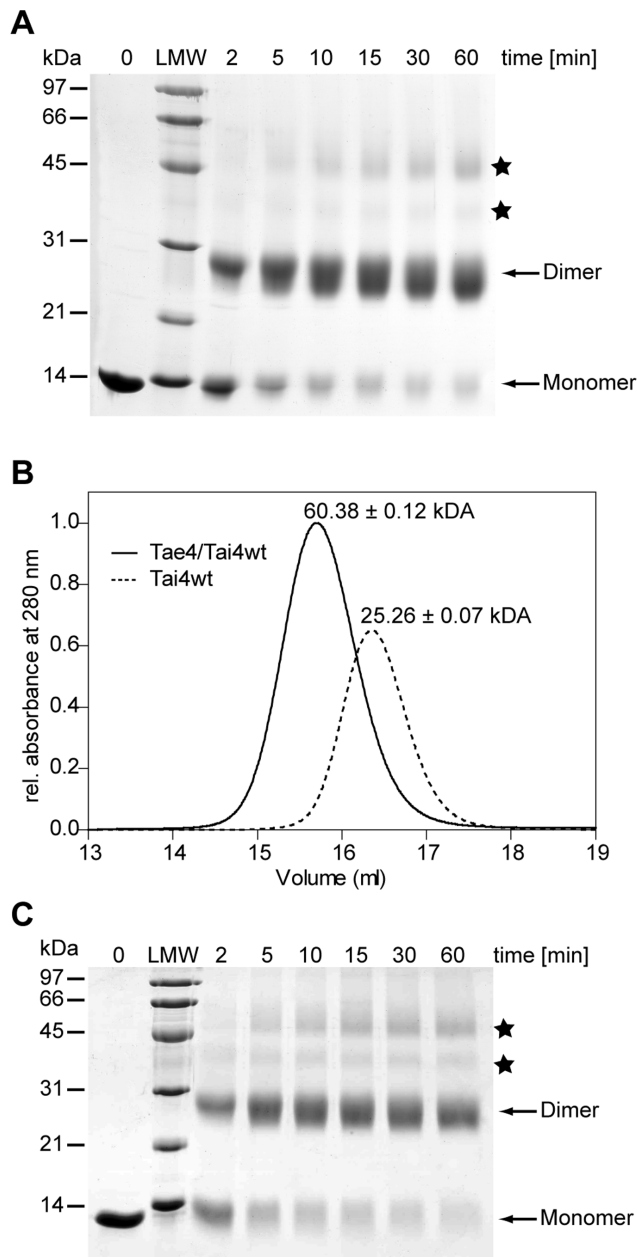 A
kDa 0 LMW 2 5 10 15 30 60 time [min]
97
66
45
31
Dimer
21
14
Monomer
B
60.38 ± 0.12 kDA
1.0
Tae4/Tai4wt
Tai4wt
0.8
25.26 ± 0.07 kDA
0.6
0.4
0.2
0.0
rel. absorbance at 280 nm
13 14 15 16 17 18 19
Volume (ml)
C
kDa 0 LMW 2 5 10 15 30 60 time [min]
97
66
45
31
Dimer
21
14
Monomer